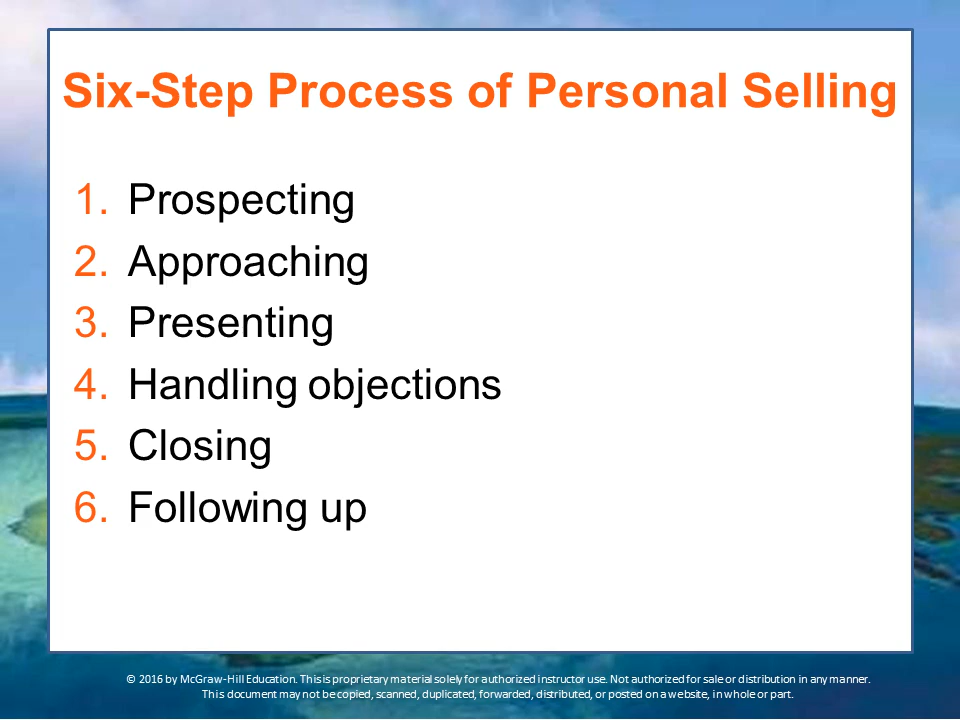 Six-Step Process of Personal Selling
1. Prospecting
2. Approaching
3. Presenting
4. Handling objections
5. Closing
6. Following up
© 2016 by McGraw-Hill Education. This is proprietary material solely for authorized instructor use. Not authorized for sale or distribution in any manner.
This document may not be copied, scanned, duplicated, forwarded, distributed, or posted on a website, in whole or part.